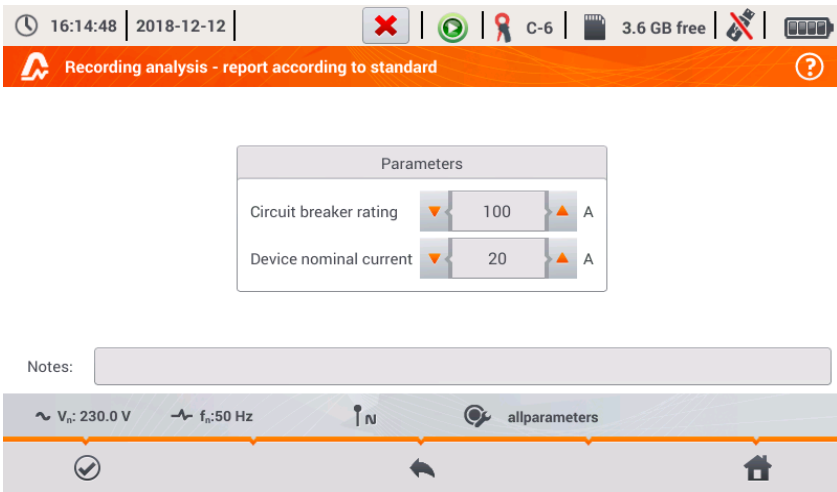 16:14:48 2018-12-12 C-6 3.6 GB free
Recording analysis - report according to standard ?
Parameters
Circuit breaker rating 100 A
Device nominal current 20 A
Notes:
Vn: 230.0 V fn:50 Hz N allparameters